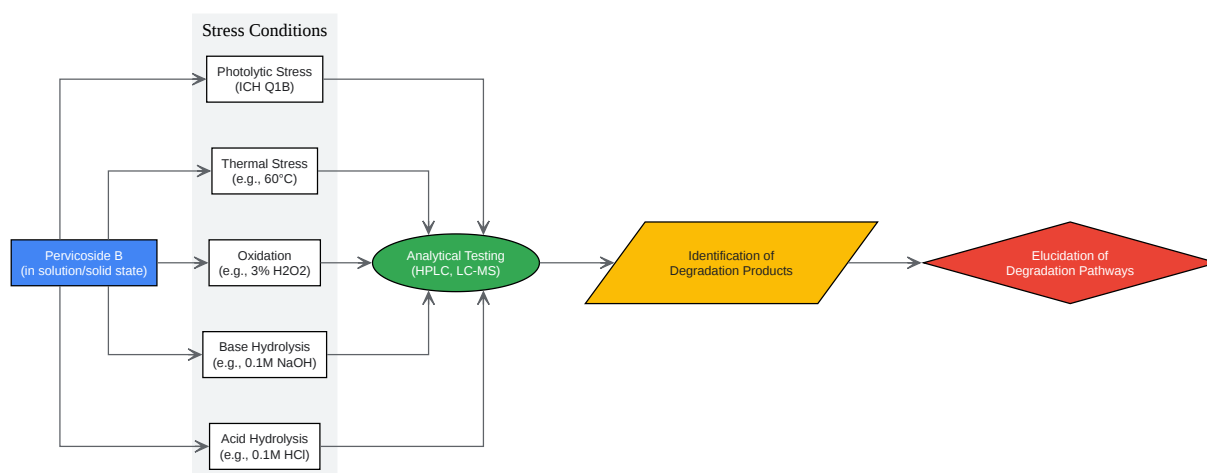 Stress Conditions
Photolytic Stress
(ICH Q1B)
Thermal Stress
(e.g., 60°C)
Pervicoside B
(in solution/solid state)
Oxidation
(e.g., 3% H2O2)
Analytical Testing
(HPLC, LC-MS)
Identification of
Degradation Products
Elucidation of
Degradation Pathways
Base Hydrolysis
(e.g., 0.1M NaOH)
Acid Hydrolysis
(e.g., 0.1M HCl)